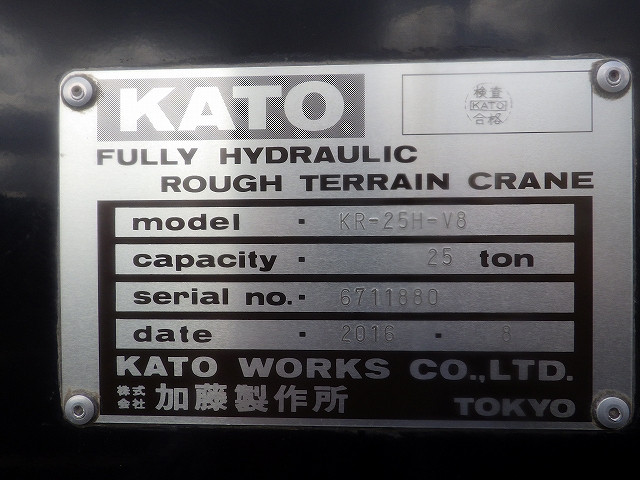 KATO
検査
KATO
合格
FULLY HYDRAULIC
ROUGH TERRAIN CRANE
model · KR-25H-V8
capacity · 25 ton
serial no. · 6711880
date · 2016 · 8
KATO WORKS CO.,LTD.
株式会社 加藤製作所 TOKYO